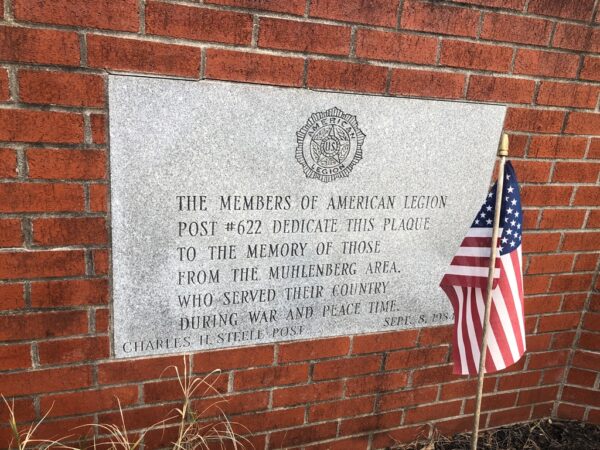 AMERICAN
US
LEGION
THE MEMBERS OF AMERICAN LEGION
POST #622 DEDICATE THIS PLAQUE
TO THE MEMORY OF THOSE
FROM THE MUHLENBERG AREA.
WHO SERVED THEIR COUNTRY
DURING WAR AND PEACE TIME.
CHARLES H. STEELE POST SEPT. 8,